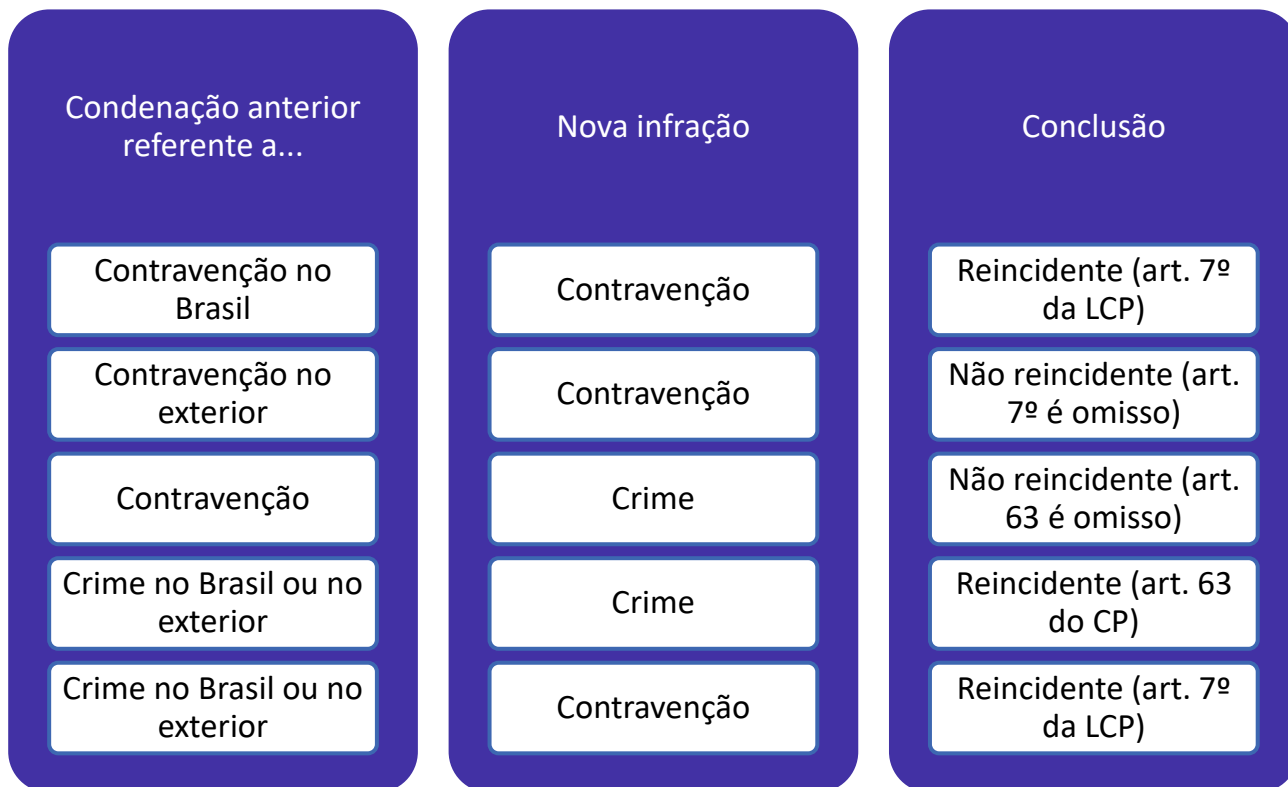 Condenação anterior
referente a...
Nova infração
Conclusão
Contravenção no
Brasil
Contravenção
Reincidente (art. 7º
da LCP)
Contravenção no
exterior
Contravenção
Não reincidente (art.
7º é omisso)
Contravenção
Crime
Não reincidente (art.
63 é omisso)
Crime no Brasil ou no
exterior
Crime
Reincidente (art. 63
do CP)
Crime no Brasil ou no
exterior
Contravenção
Reincidente (art. 7º
da LCP)